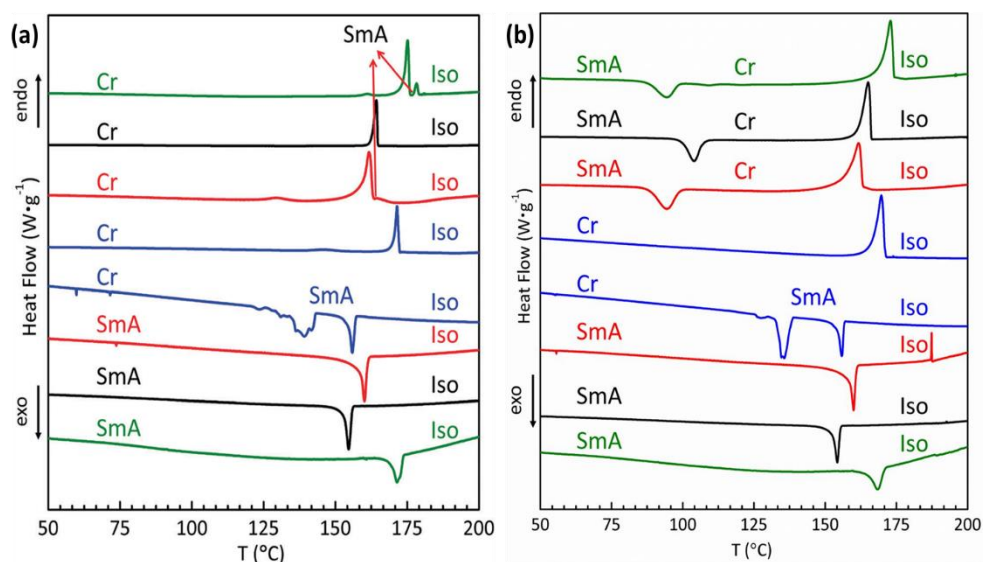 (a)
SmA
Cr
Iso
Cr
Iso
Cr
Iso
Cr
Iso
Cr
SmA
Iso
SmA
Iso
SmA
Iso
SmA
Iso
endo
Heat Flow (W•g⁻¹)
exo
50 75 100 125 150 175 200
T (°C)
(b)
SmA
Cr
Iso
SmA
Cr
Iso
SmA
Cr
Iso
Cr
Iso
Cr
SmA
Iso
SmA
Iso
SmA
Iso
SmA
Iso
endo
Heat Flow (W•g⁻¹)
exo
50 75 100 125 150 175 200
T (°C)